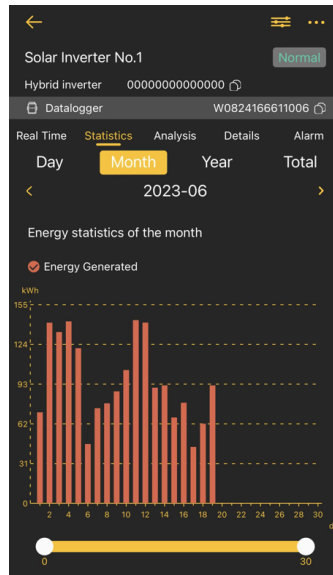 Solar Inverter No.1 Normal
Hybrid inverter 00000000000000
Datalogger W0824166611006
Real Time Statistics Analysis Details Alarm
Day Month Year Total
< 2023-06 >
Energy statistics of the month
Energy Generated
kWh
155
124
93
62
31
0
2 4 6 8 10 12 14 16 18 20 22 24 26 28 30
d
0 30